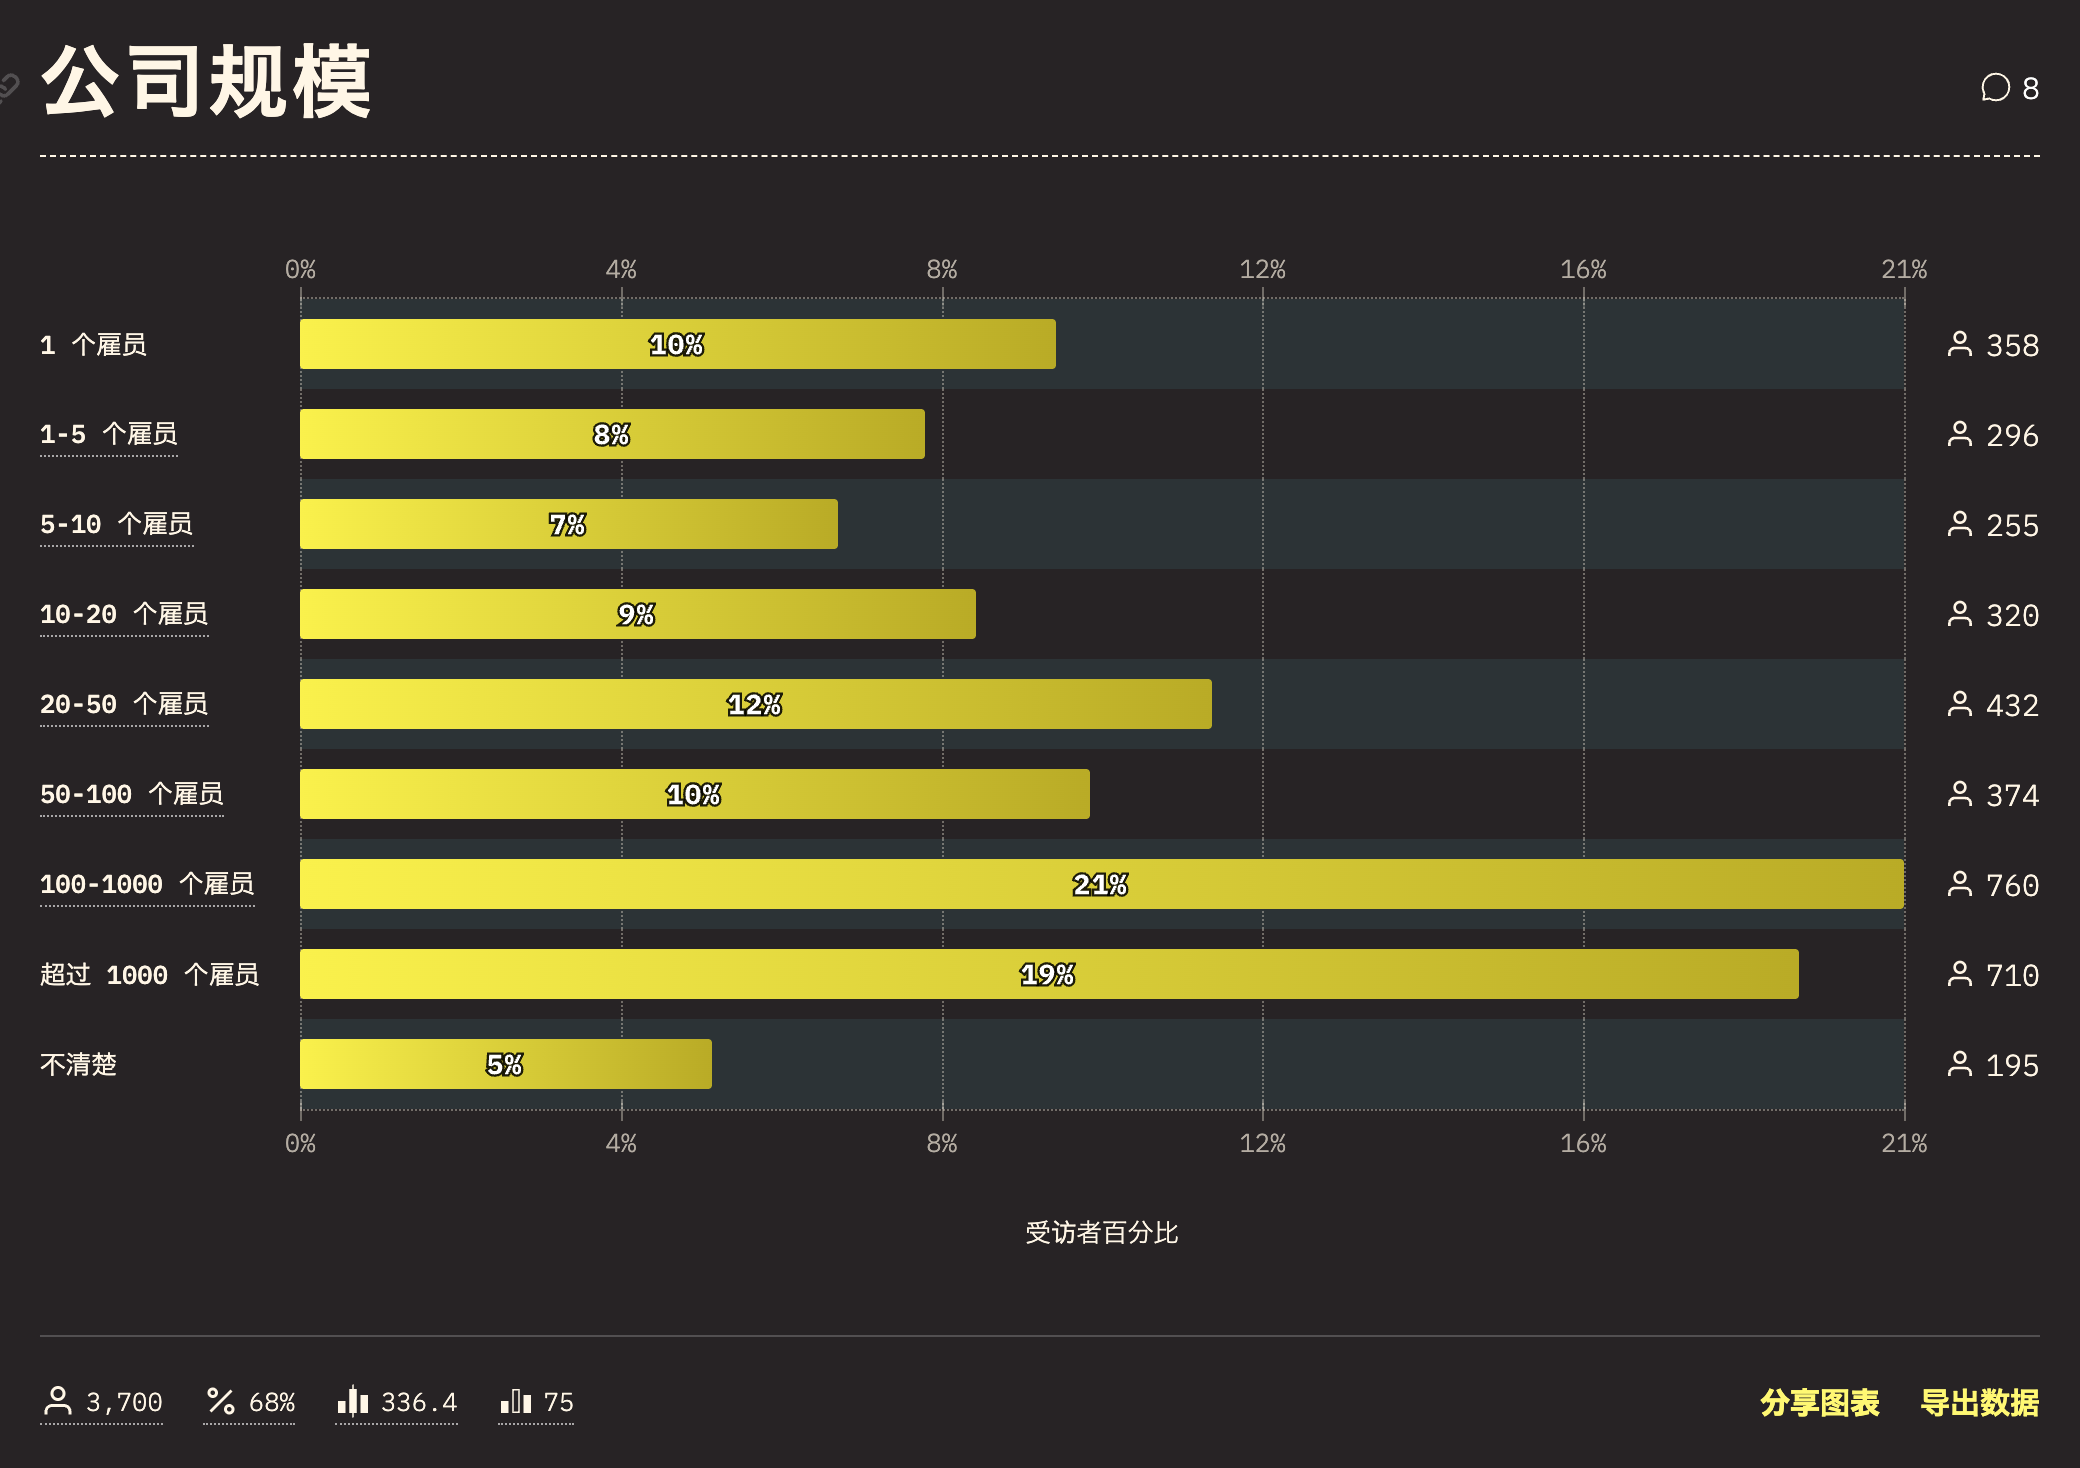 公司规模
8
0% 4% 8% 12% 16% 21%
1 个雇员 10% 358
1-5 个雇员 8% 296
5-10 个雇员 7% 255
10-20 个雇员 9% 320
20-50 个雇员 12% 432
50-100 个雇员 10% 374
100-1000 个雇员 21% 760
超过 1000 个雇员 19% 710
不清楚 5% 195
0% 4% 8% 12% 16% 21%
受访者百分比
3,700 68% 336.4 75 分享图表 导出数据